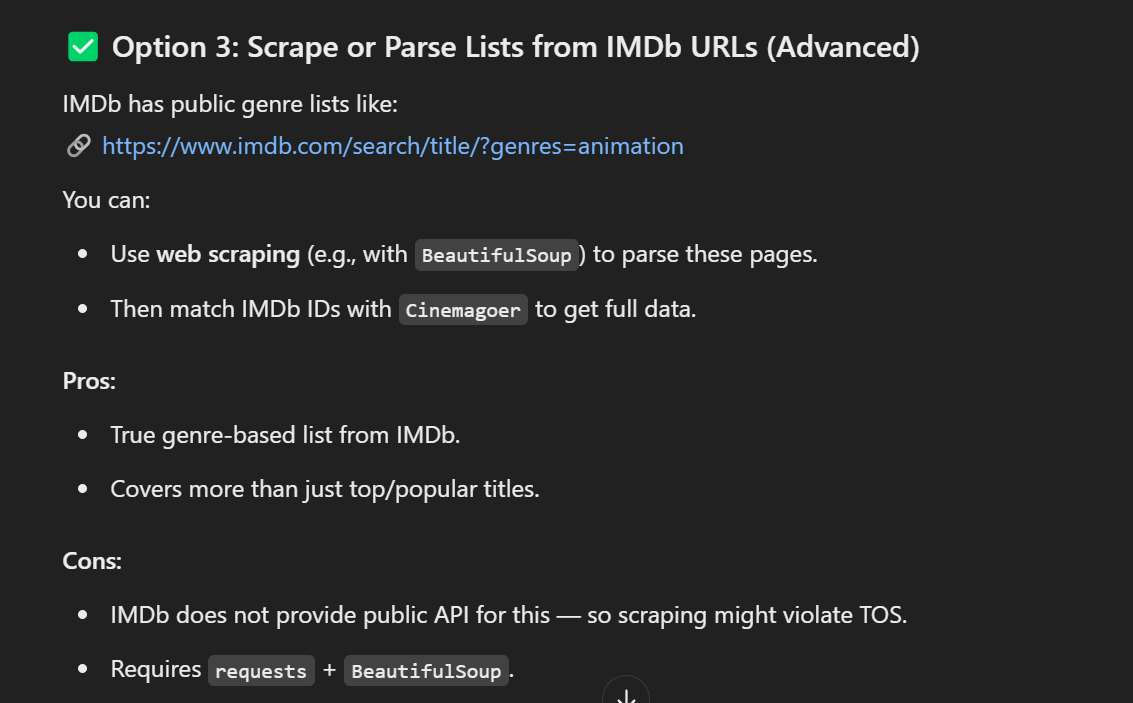 Option 3: Scrape or Parse Lists from IMDb URLs (Advanced)
IMDb has public genre lists like:
https://www.imdb.com/search/title/?genres=animation
You can:
Use web scraping (e.g., with BeautifulSoup) to parse these pages.
Then match IMDb IDs with Cinemagoer to get full data.
Pros:
True genre-based list from IMDb.
Covers more than just top/popular titles.
Cons:
IMDb does not provide public API for this — so scraping might violate TOS.
Requires requests + BeautifulSoup.